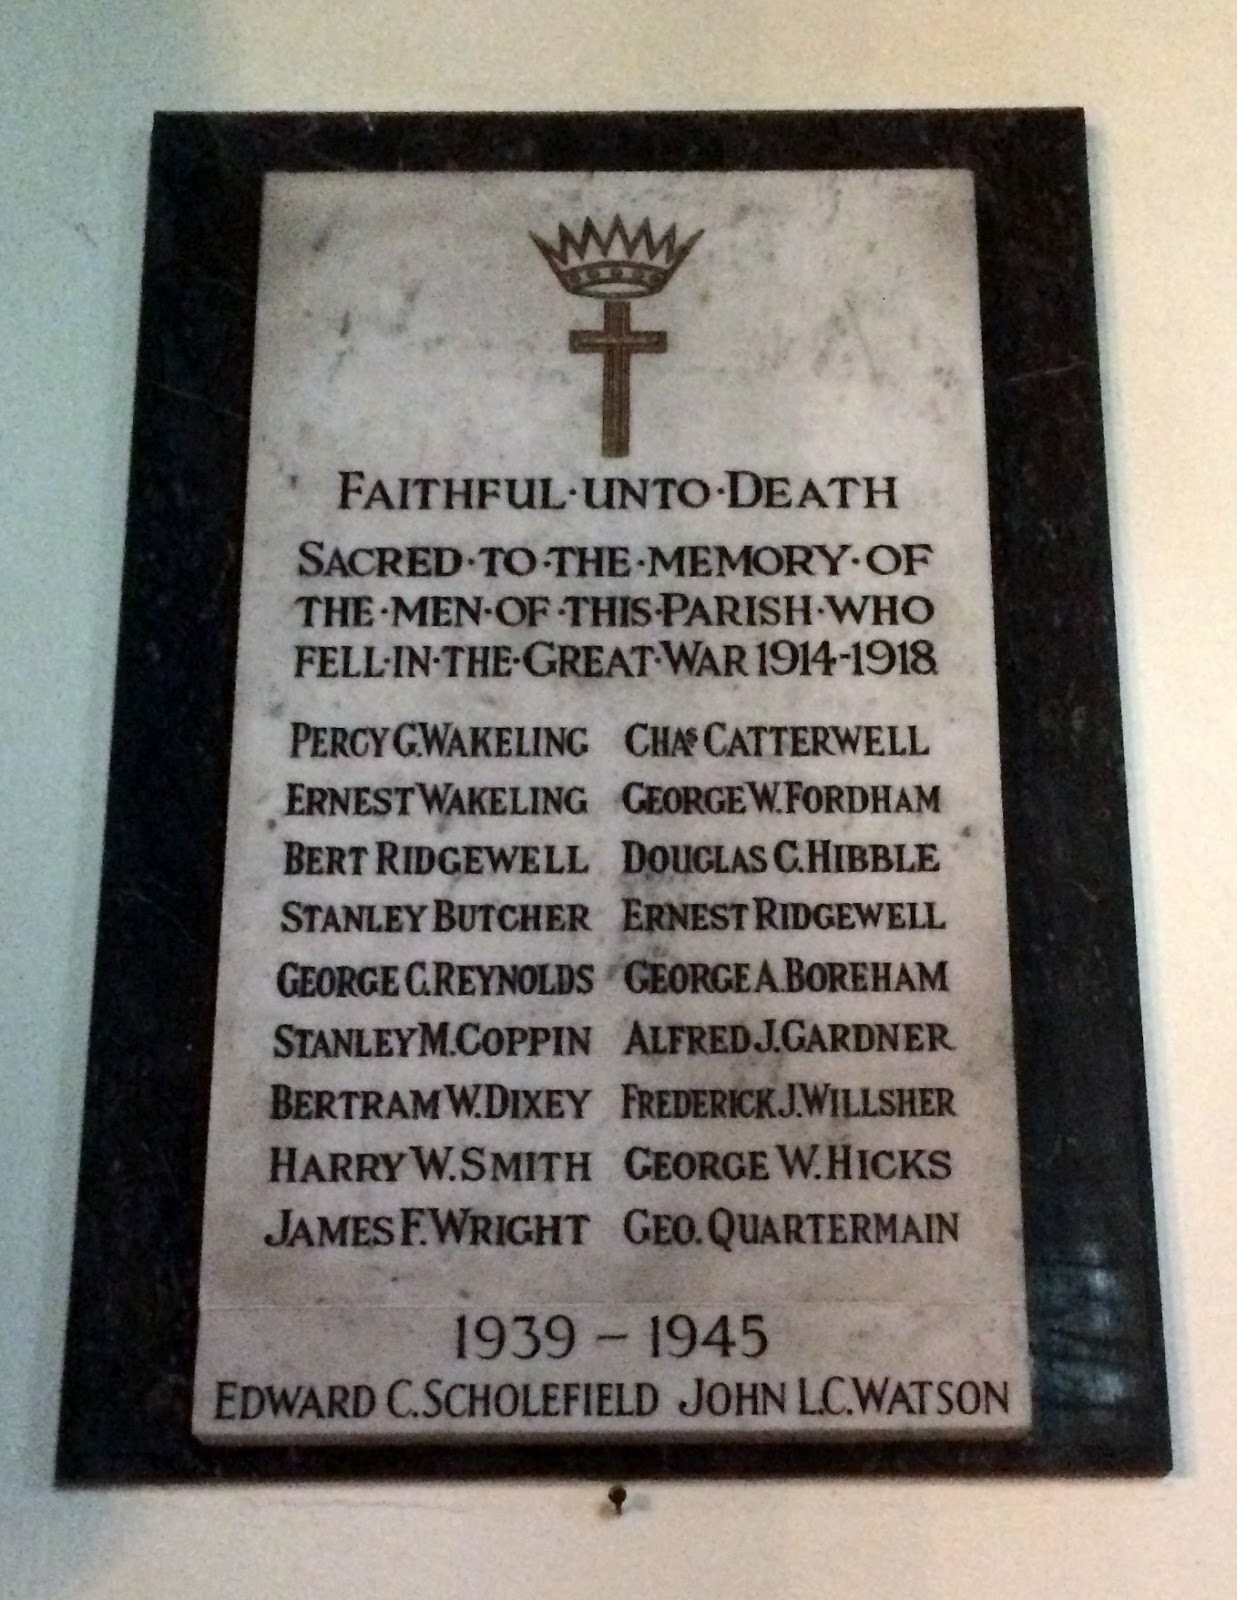 FAITHFUL·UNTO·DEATH
SACRED·TO·THE·MEMORY·OF
THE·MEN·OF·THIS·PARISH·WHO
FELL·IN·THE·GREAT·WAR 1914-1918
PERCY G. WAKELING CHAS CATTERWELL
ERNEST WAKELING GEORGE W. FORDHAM
BERT RIDGEWELL DOUGLAS C. HIBBLE
STANLEY BUTCHER ERNEST RIDGEWELL
GEORGE C. REYNOLDS GEORGE A. BOREHAM
STANLEY M. COPPIN ALFRED J. GARDNER
BERTRAM W. DIXEY FREDERICK J. WILLSHER
HARRY W. SMITH GEORGE W. HICKS
JAMES F. WRIGHT GEO. QUARTERMAIN
1939 – 1945
EDWARD C. SCHOLEFIELD JOHN L.C. WATSON